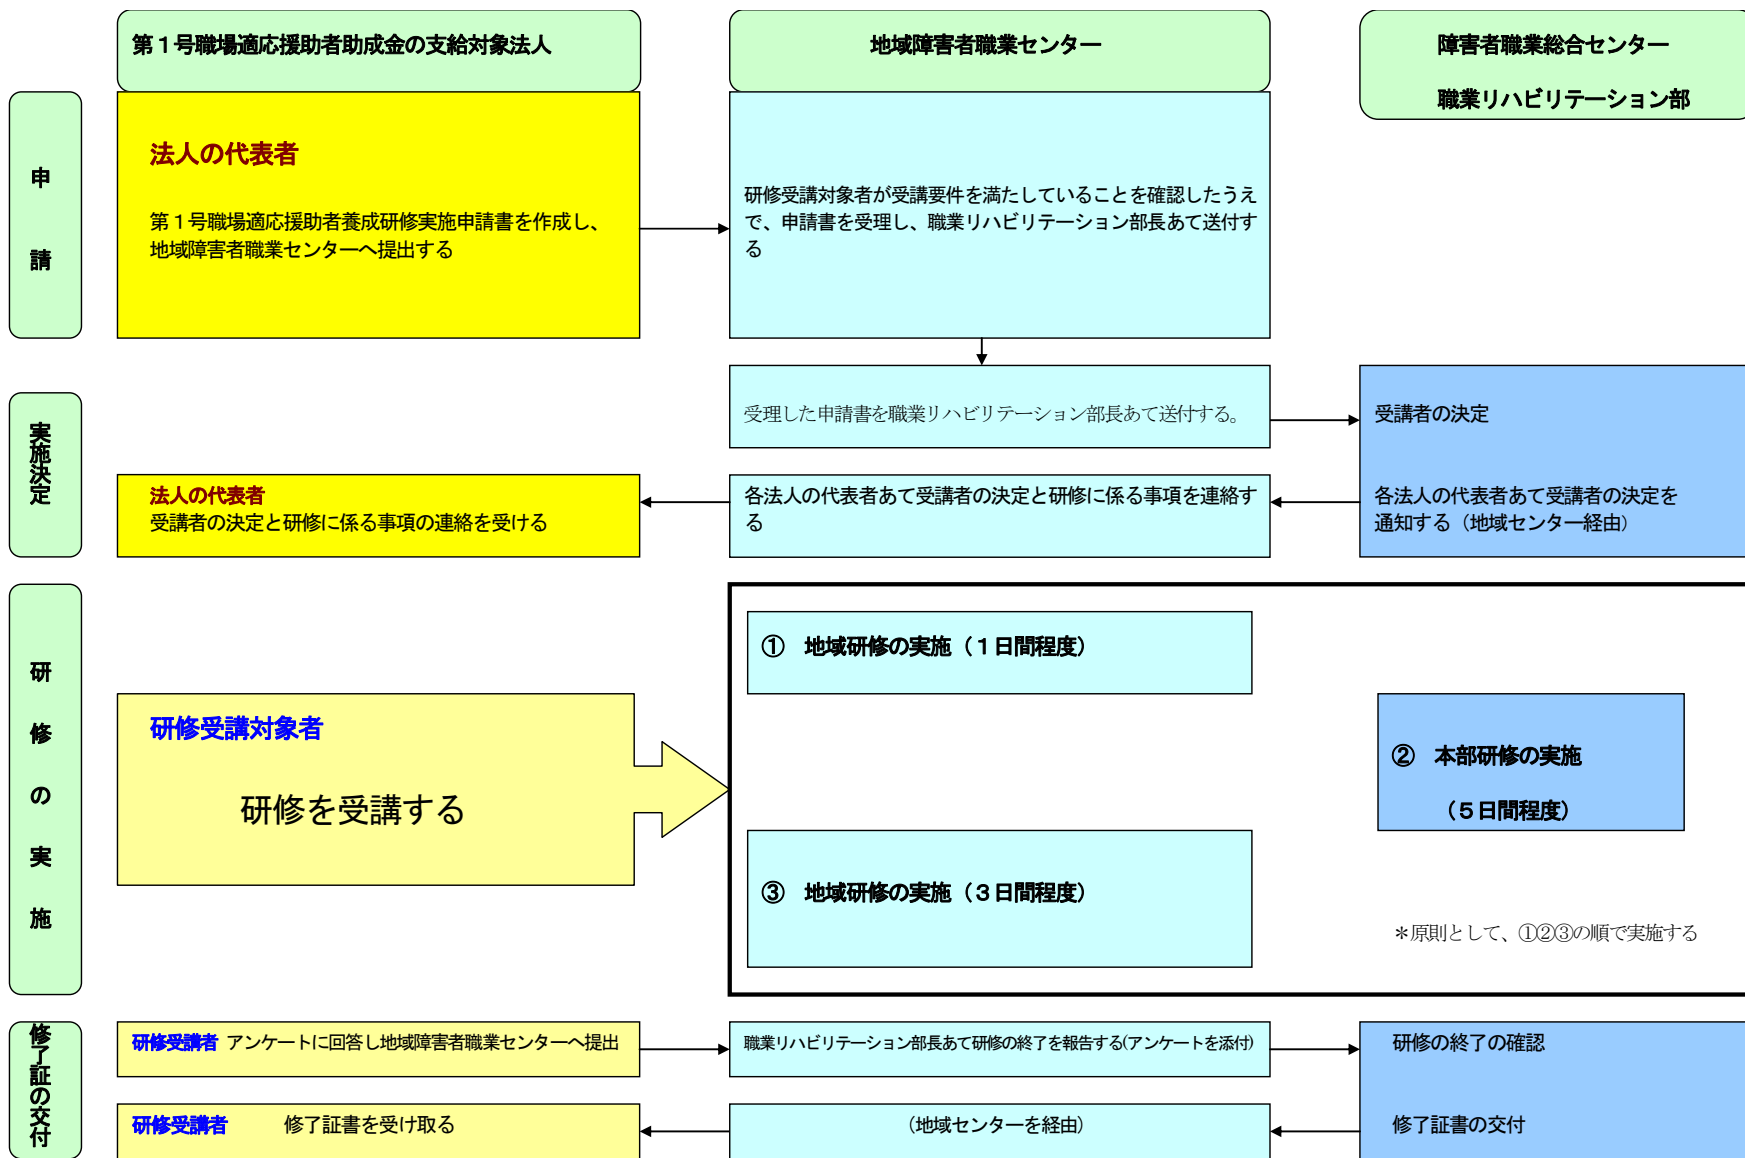 第１号職場適応援助者助成金の支給対象法人
地域障害者職業センター
障害者職業総合センター
職業リハビリテーション部
申請
法人の代表者
第１号職場適応援助者養成研修実施申請書を作成し、
地域障害者職業センターへ提出する
研修受講対象者が受講要件を満たしていることを確認したうえ
で、申請書を受理し、職業リハビリテーション部長あて送付す
る
実施決定
受理した申請書を職業リハビリテーション部長あて送付する。
受講者の決定
法人の代表者
受講者の決定と研修に係る事項の連絡を受ける
各法人の代表者あて受講者の決定と研修に係る事項を連絡す
る
各法人の代表者あて受講者の決定を
通知する（地域センター経由）
研修の実施
研修受講対象者
研修を受講する
①　地域研修の実施（１日間程度）
②　本部研修の実施
（５日間程度）
③　地域研修の実施（３日間程度）
＊原則として、①②③の順で実施する
修了証の交付
研修受講者 アンケートに回答し地域障害者職業センターへ提出
職業リハビリテーション部長あて研修の終了を報告する(アンケートを添付)
研修の終了の確認
研修受講者　　修了証書を受け取る
（地域センターを経由）
修了証書の交付